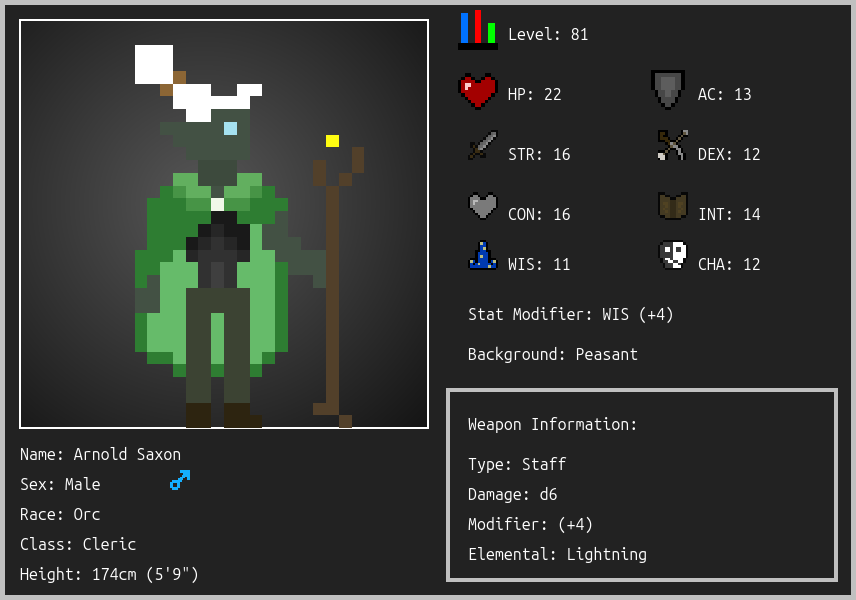 Level: 81
HP: 22
AC: 13
STR: 16
DEX: 12
CON: 16
INT: 14
WIS: 11
CHA: 12
Stat Modifier: WIS (+4)
Background: Peasant
Weapon Information:
Type: Staff
Damage: d6
Modifier: (+4)
Elemental: Lightning
Name: Arnold Saxon
Sex: Male
Race: Orc
Class: Cleric
Height: 174cm (5'9")